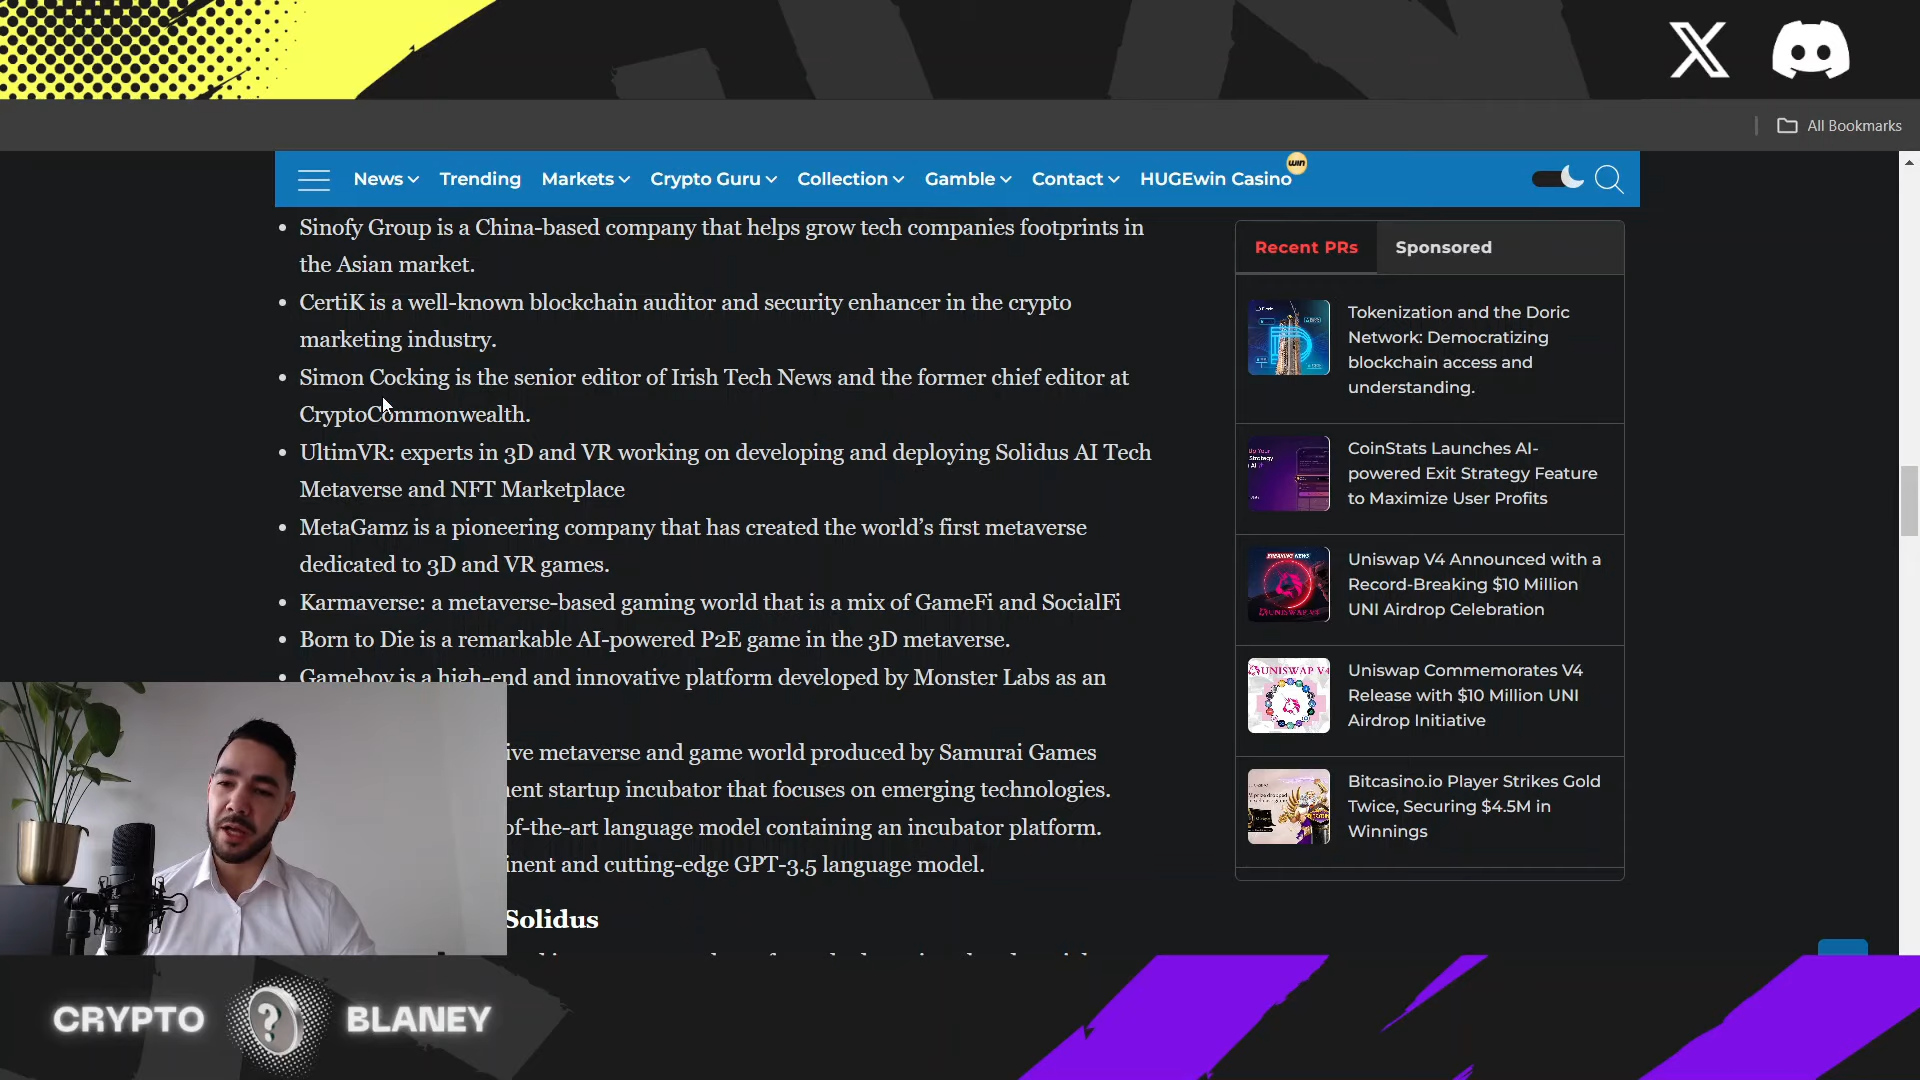 All Bookmarks
News
Trending
Markets
Crypto Guru
Collection
Gamble
Contact
HUGEwin Casino
win
Sinofy Group is a China-based company that helps grow tech companies footprints in
the Asian market.
CertiK is a well-known blockchain auditor and security enhancer in the crypto
marketing industry.
Simon Cocking is the senior editor of Irish Tech News and the former chief editor at
CryptoCommonwealth.
UltimVR: experts in 3D and VR working on developing and deploying Solidus AI Tech
Metaverse and NFT Marketplace
MetaGamz is a pioneering company that has created the world’s first metaverse
dedicated to 3D and VR games.
Karmaverse: a metaverse-based gaming world that is a mix of GameFi and SocialFi
Born to Die is a remarkable AI-powered P2E game in the 3D metaverse.
Gameboy is a high-end and innovative platform developed by Monster Labs as an
ive metaverse and game world produced by Samurai Games
ent startup incubator that focuses on emerging technologies.
of-the-art language model containing an incubator platform.
inent and cutting-edge GPT-3.5 language model.
Solidus
Recent PRs
Sponsored
Tokenization and the Doric
Network: Democratizing
blockchain access and
understanding.
CoinStats Launches AI-
powered Exit Strategy Feature
to Maximize User Profits
BREAKING NEWS
UNISWAP V4
Uniswap V4 Announced with a
Record-Breaking $10 Million
UNI Airdrop Celebration
UNISWAP V4
Uniswap Commemorates V4
Release with $10 Million UNI
Airdrop Initiative
Bitcasino.io Player Strikes Gold
Twice, Securing $4.5M in
Winnings
CRYPTO ? BLANEY